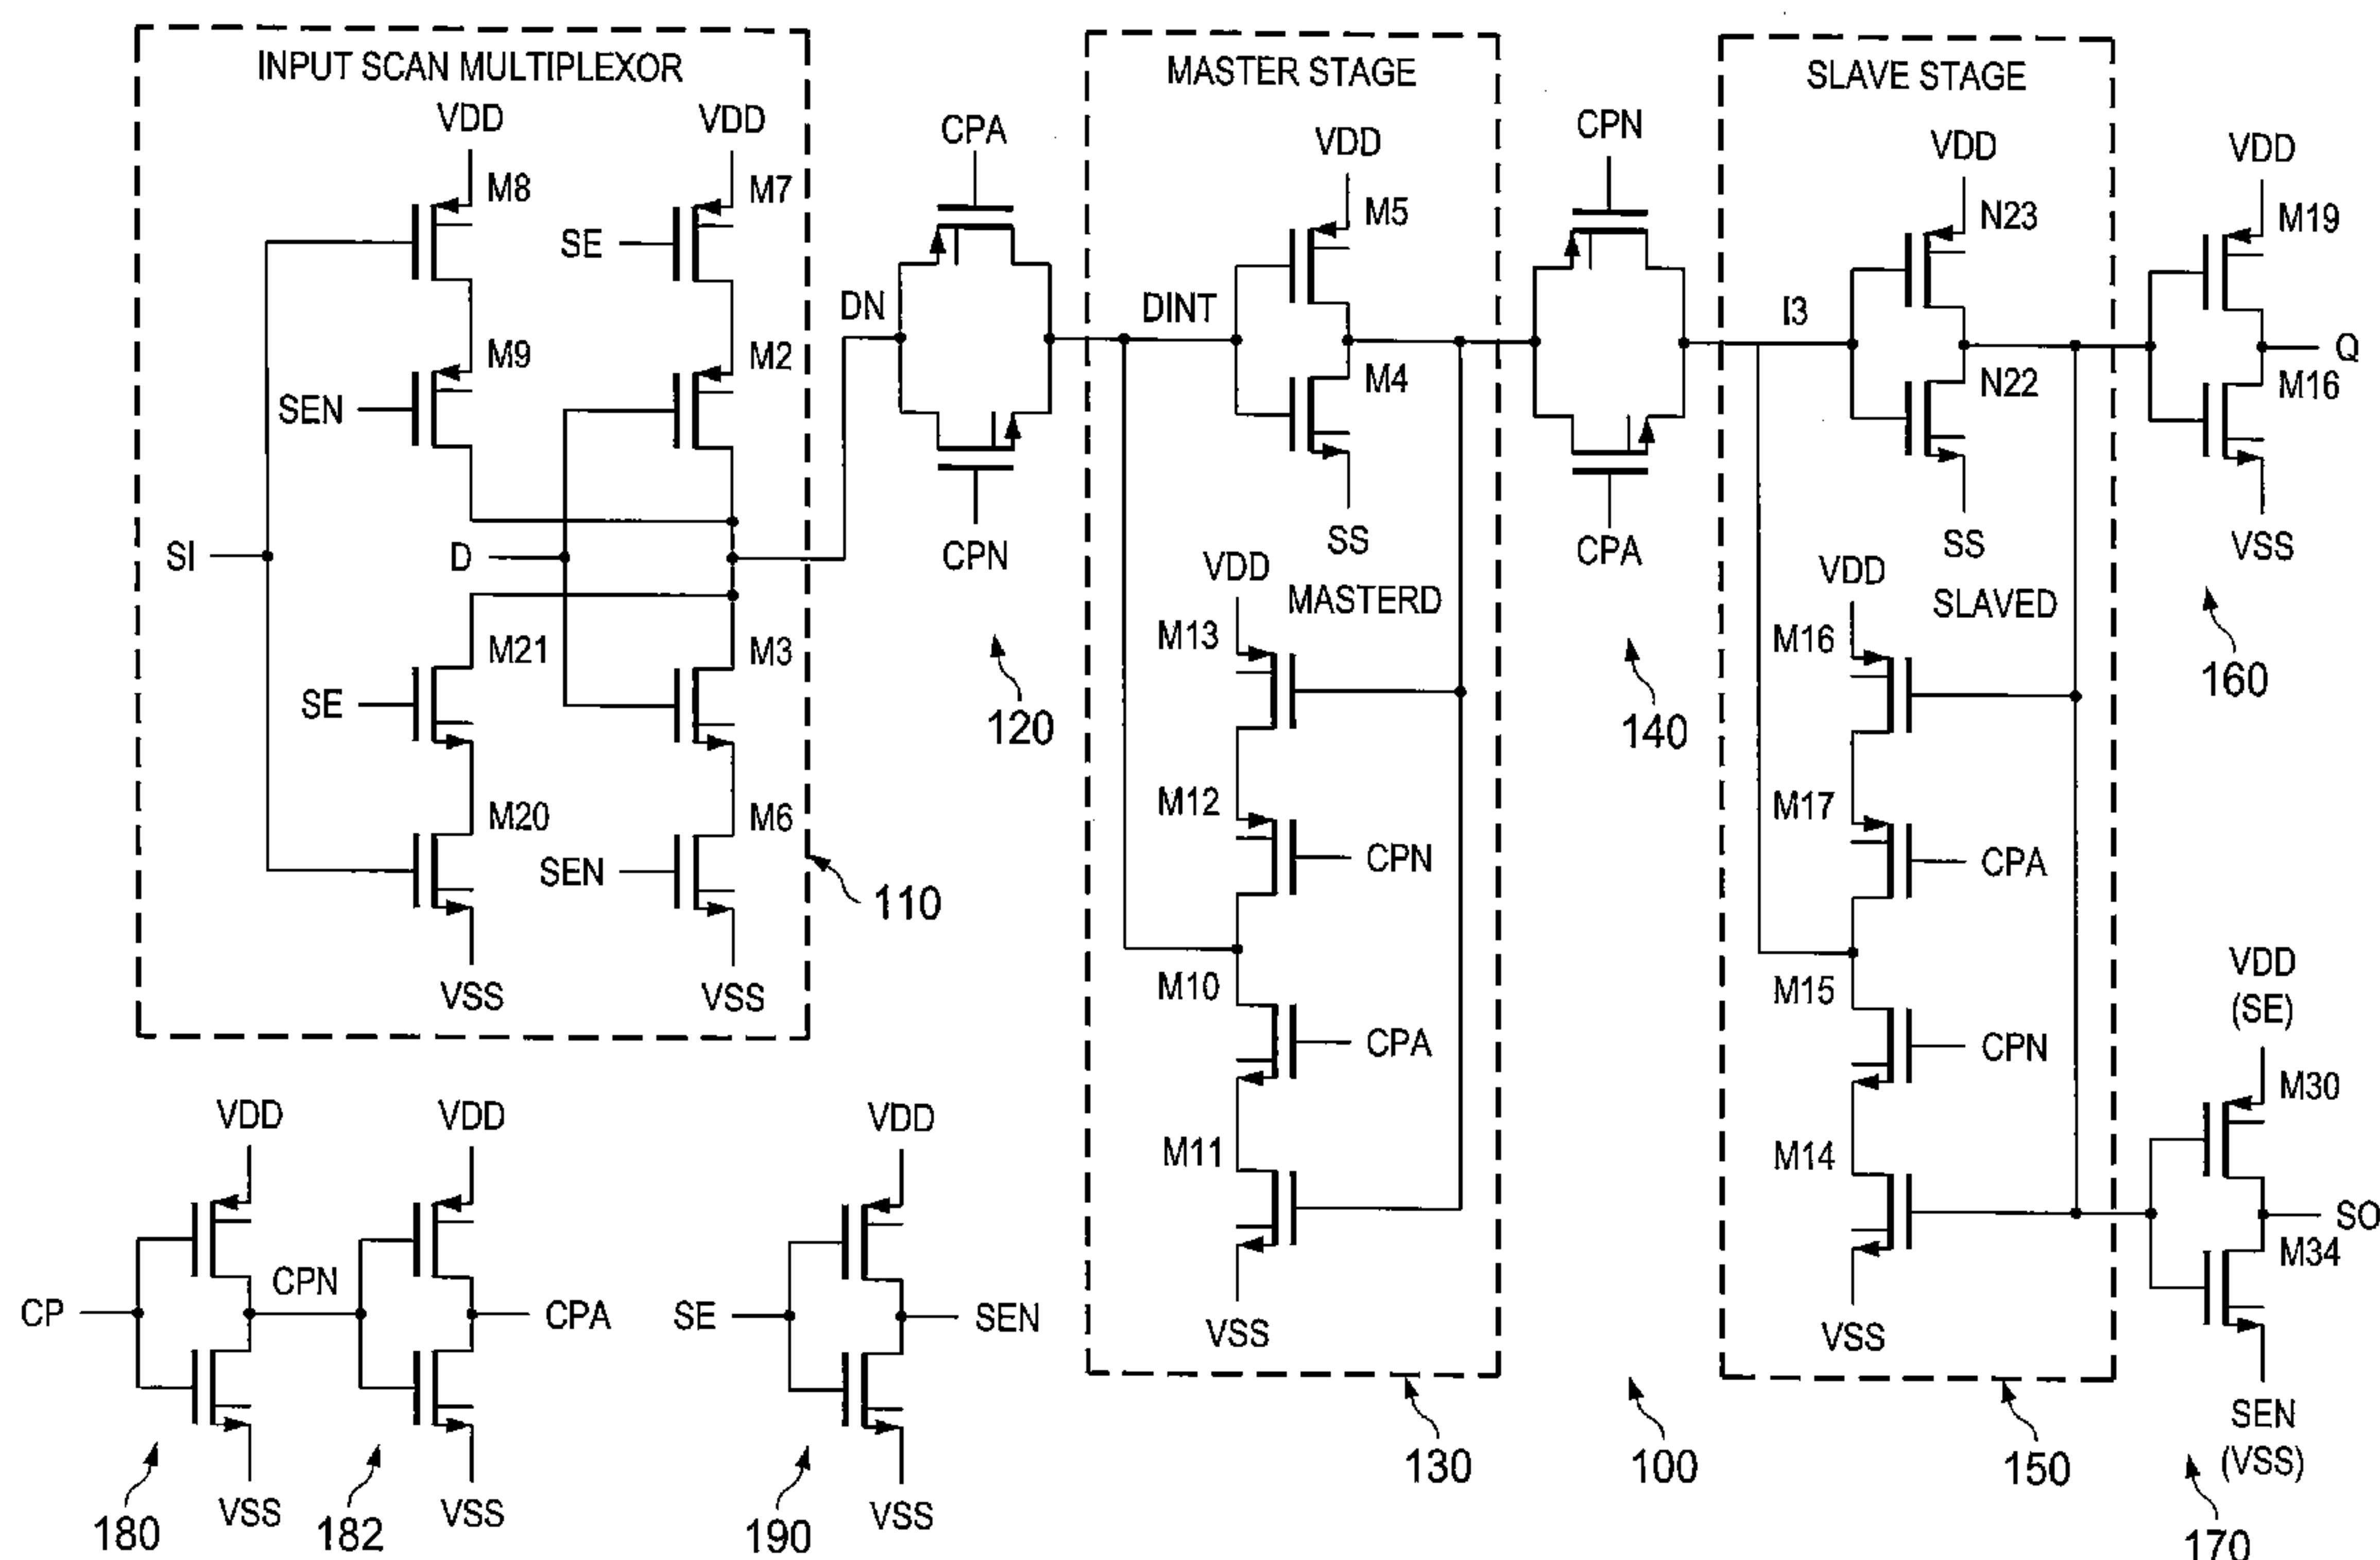 INPUT SCAN MULTIPLEXOR
VDD
VDD
M8
M7
SE
M9
M2
SEN
SI
D
M21
M3
SE
M20
M6
SEN
VSS
VSS
110
DN
CPA
CPN
120
MASTER STAGE
VDD
M5
DINT
M4
SS
VDD
MASTERD
M13
M12
CPN
M10
CPA
M11
VSS
130
CPN
CPA
140
SLAVE STAGE
VDD
N23
I3
N22
SS
VDD
SLAVED
M16
M17
CPA
M15
CPN
M14
VSS
150
VDD
M19
Q
M16
VSS
160
VDD
(SE)
M30
SO
M34
SEN
(VSS)
170
VDD
VDD
CP
CPN
CPA
VSS
VSS
180
182
VDD
SE
SEN
VSS
190
100